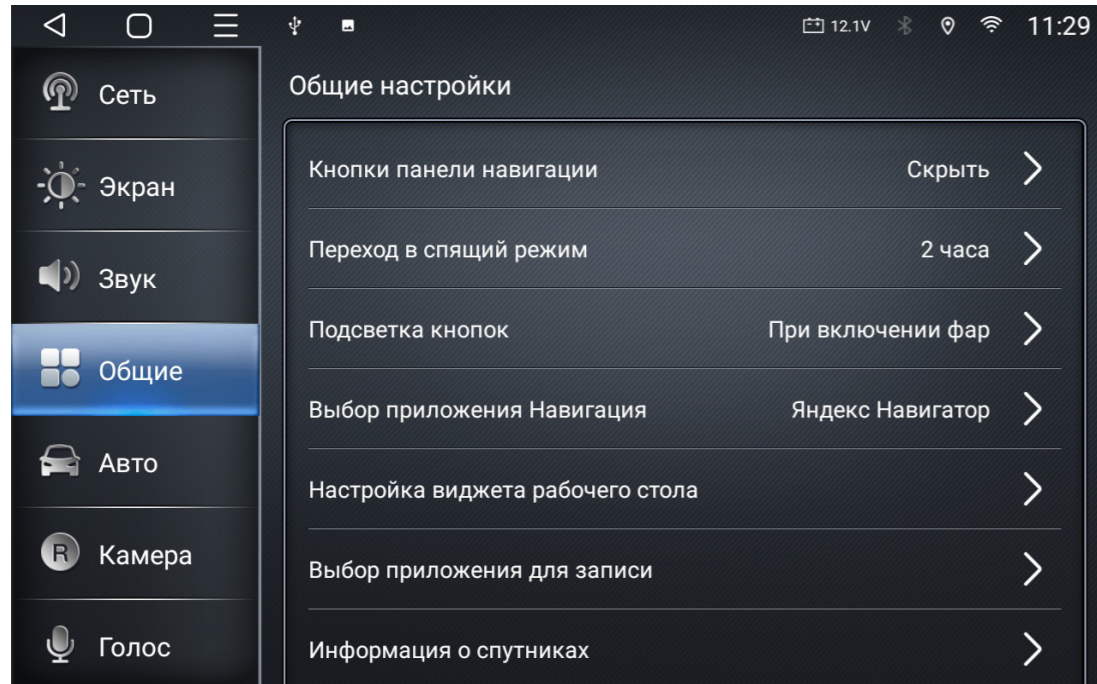 12.1V 11:29
Общие настройки
Сеть
Экран
Звук
Общие
Авто
R Камера
Голос
Кнопки панели навигации Скрыть
Переход в спящий режим 2 часа
Подсветка кнопок При включении фар
Выбор приложения Навигация Яндекс Навигатор
Настройка виджета рабочего стола
Выбор приложения для записи
Информация о спутниках